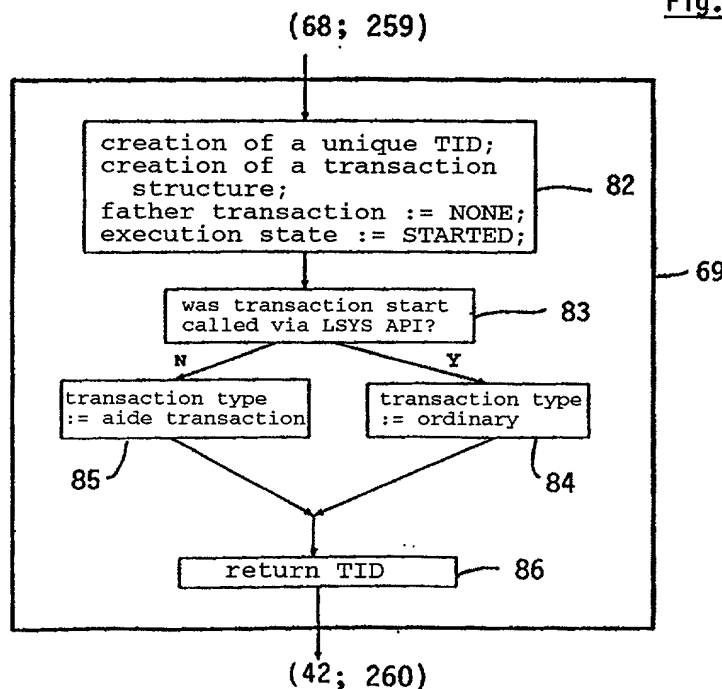 Fig.
(68; 259)
creation of a unique TID;
creation of a transaction
structure;
father transaction := NONE;
execution state := STARTED;
82
69
was transaction start
called via LSYS API?
83
N
Y
transaction type
:= aide transaction
transaction type
:= ordinary
85
84
return TID
86
(42; 260)